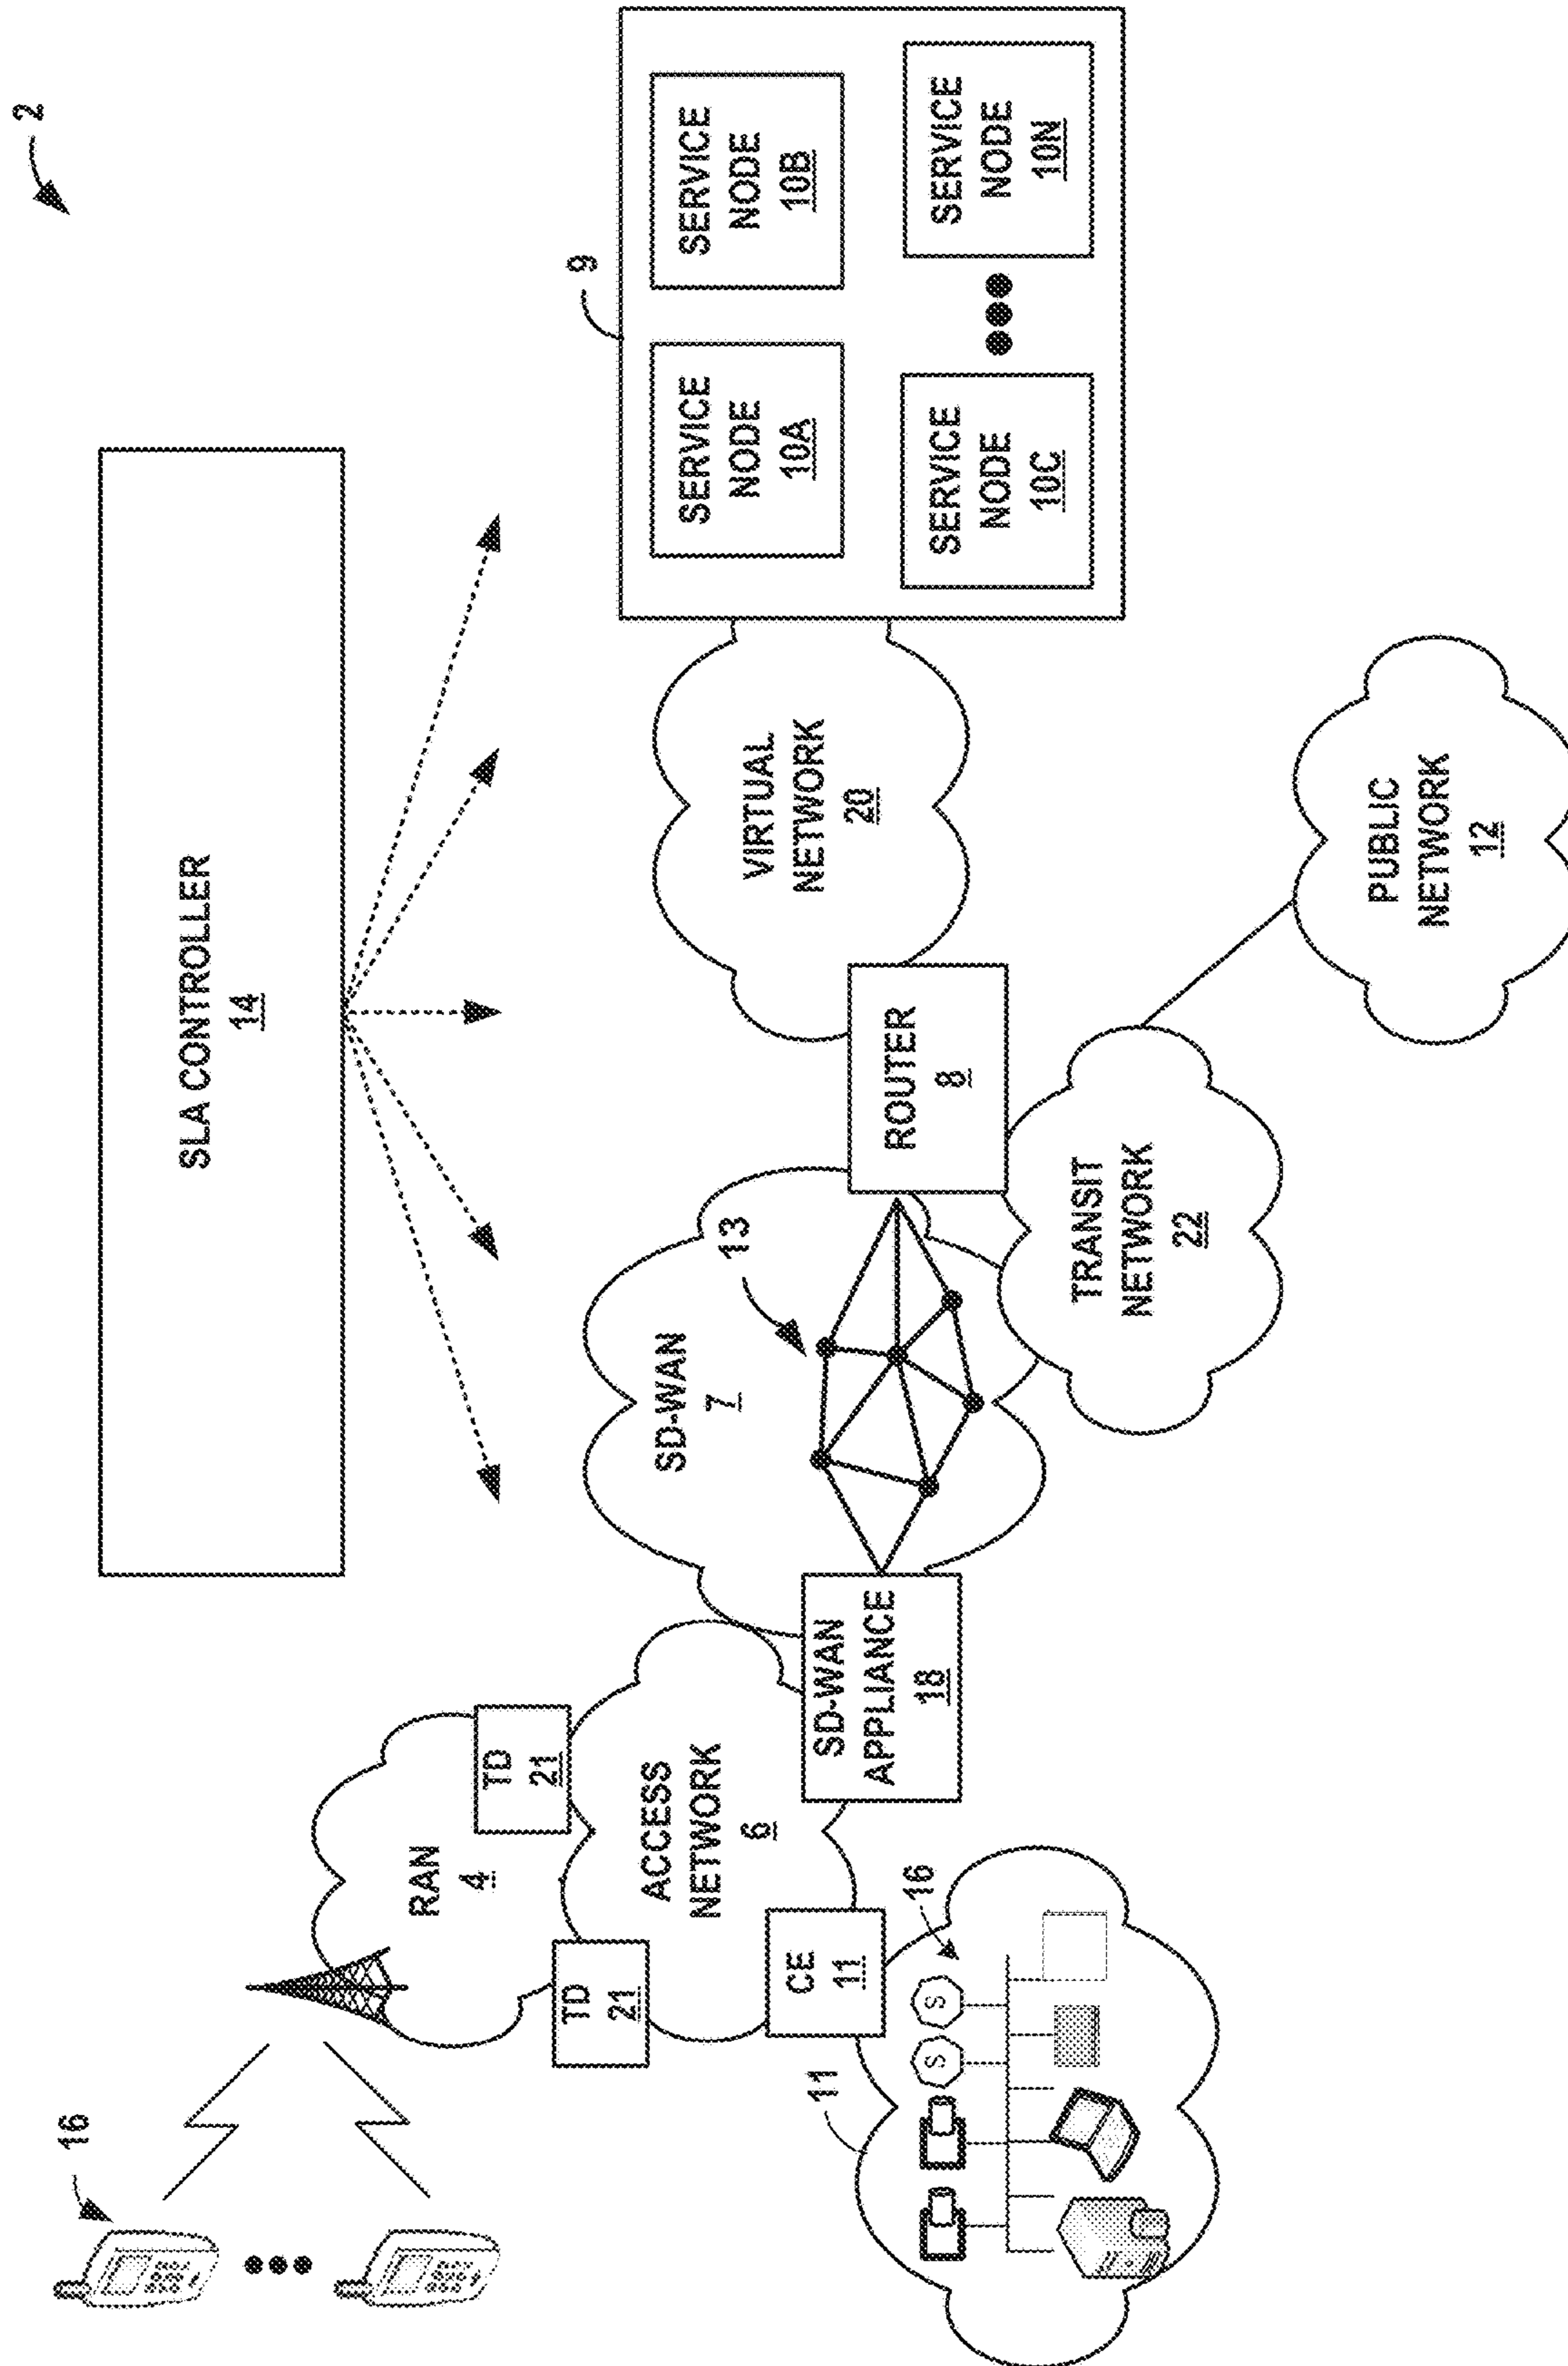 2
SLA CONTROLLER
14
16
RAN
4
TD
21
TD
21
ACCESS
NETWORK
6
CE
11
SD-WAN
APPLIANCE
18
SD-WAN
7
13
ROUTER
8
VIRTUAL
NETWORK
20
9
SERVICE
NODE
10A
SERVICE
NODE
10B
SERVICE
NODE
10C
SERVICE
NODE
10N
11
16
S
S
TRANSIT
NETWORK
22
PUBLIC
NETWORK
12